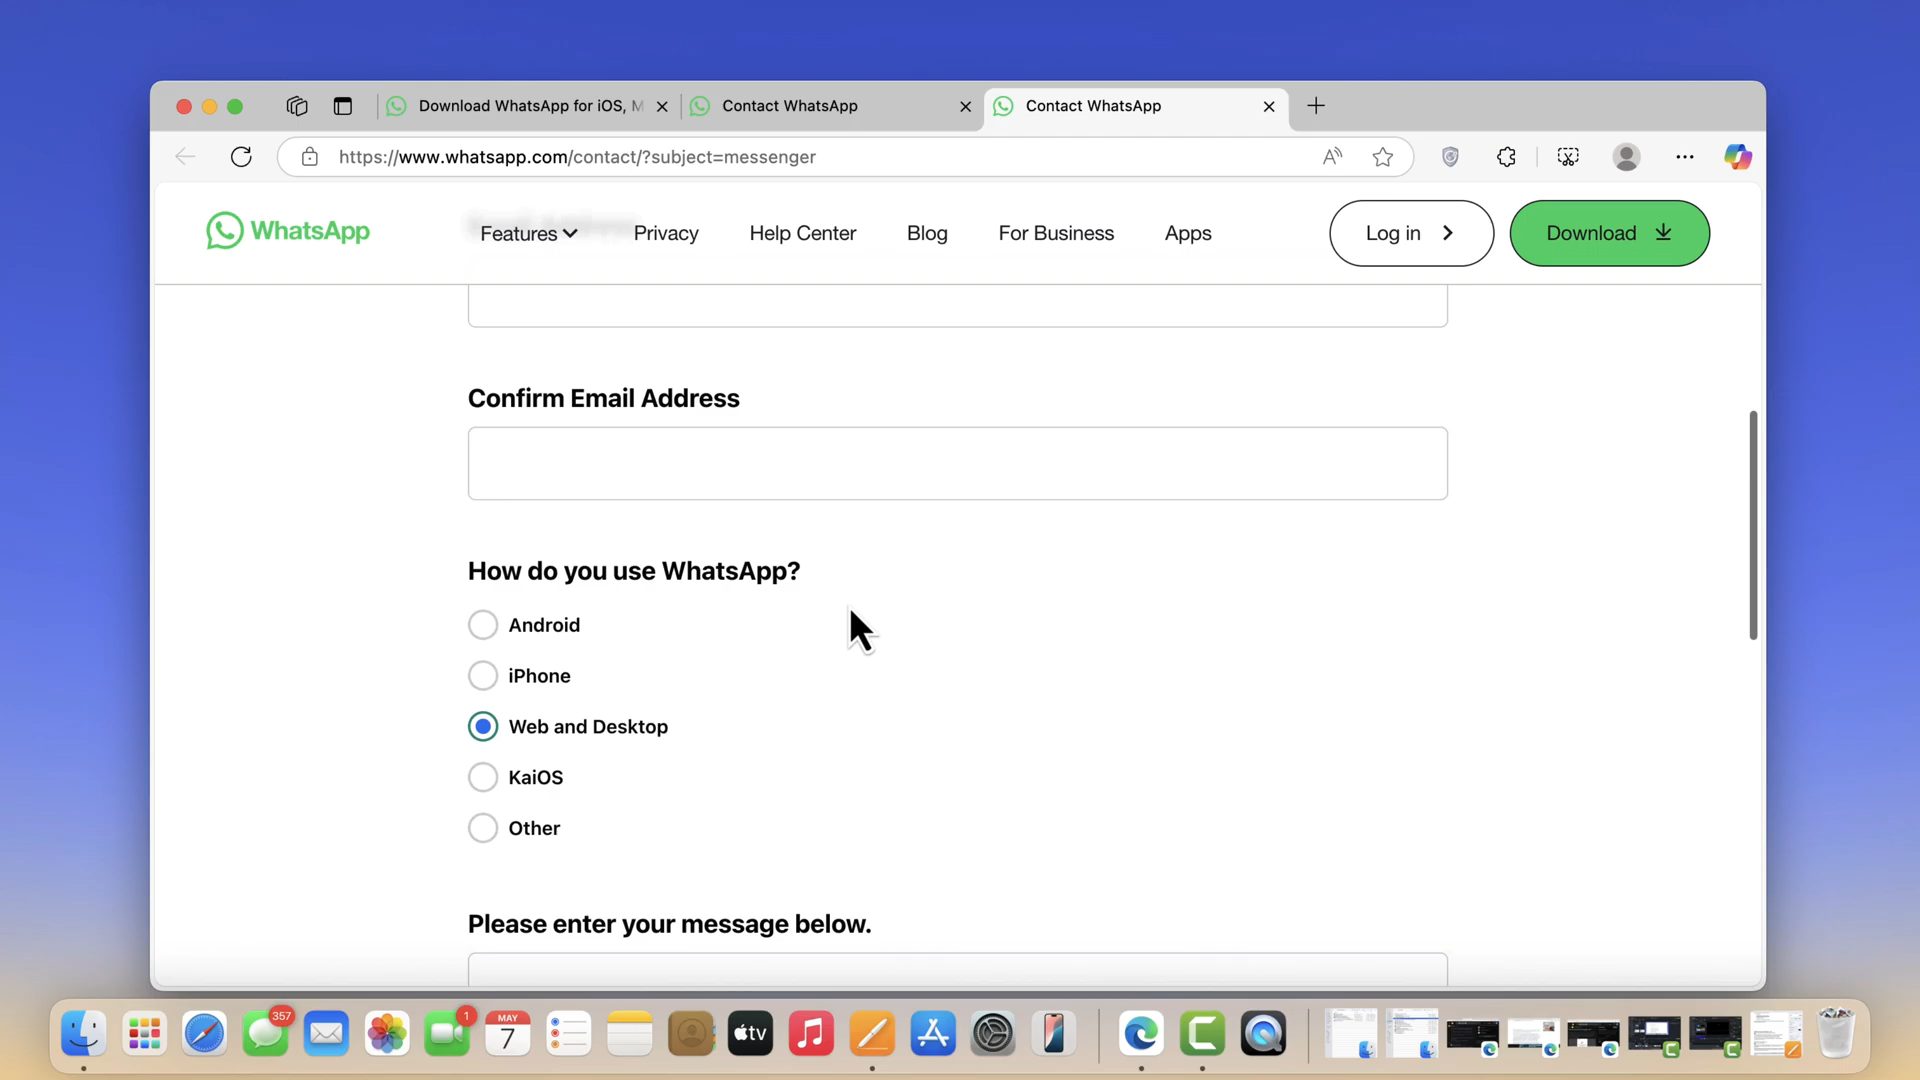 Download WhatsApp for iOS, M
Contact WhatsApp
Contact WhatsApp
https://www.whatsapp.com/contact/?subject=messenger
WhatsApp
Features
Privacy
Help Center
Blog
For Business
Apps
Log in
Download
Confirm Email Address
How do you use WhatsApp?
Android
iPhone
Web and Desktop
KaiOS
Other
Please enter your message below.
357
1
MAY
7
tv